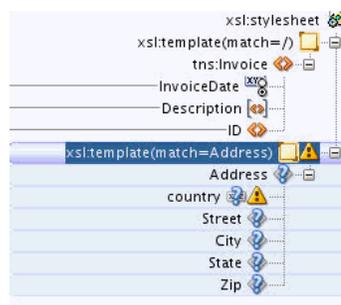 xsl:stylesheet
xsl:template(match=/)
tns:Invoice
InvoiceDate
Description
ID
xsl:template(match=Address)
Address
country
Street
City
State
Zip